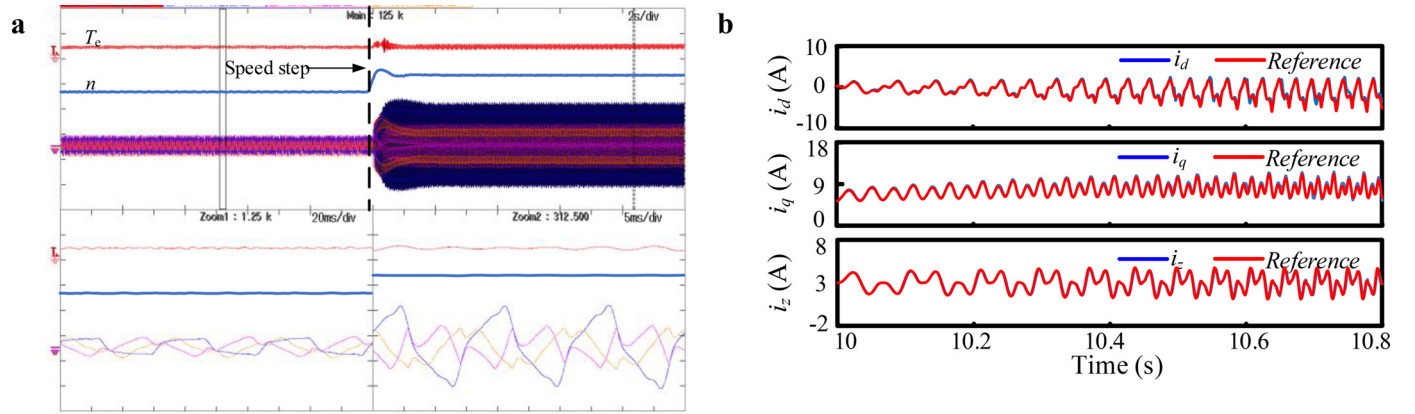 a
Main : 125 k
2s/div
Te
Speed step
n
Zoom1 : 1.25 k
20ms/div
Zoom2 : 312.500
5ms/div
b
10
0
-10
id (A)
id
Reference
18
9
0
iq (A)
iq
Reference
8
3
-2
iz (A)
iz
Reference
10
10.2
10.4
10.6
10.8
Time (s)